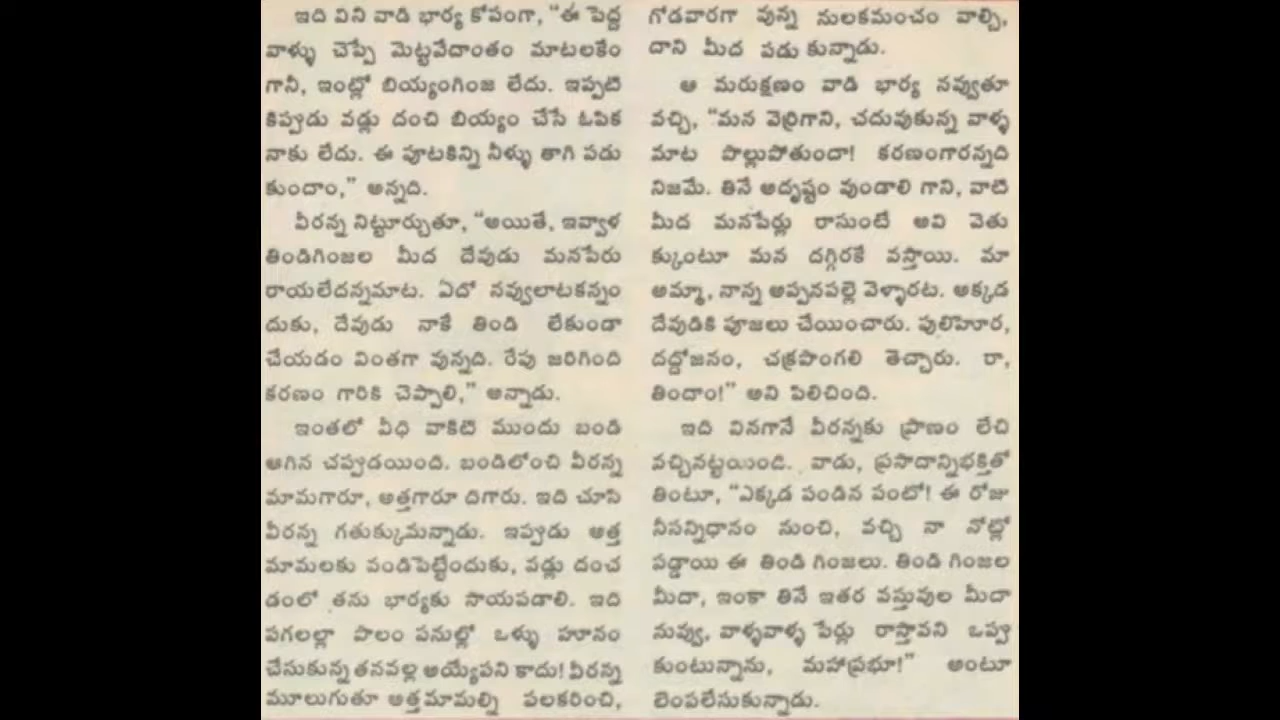 ఇది విని వాడి భార్య కోపంగా, “ఈ పెద్ద
వాళ్ళు చెప్పే మెట్టవేదాంతం మాటలకేం
గానీ, ఇంట్లో బియ్యంగింజ లేదు. ఇప్పటి
కిప్పుడు వడ్లు దంచి బియ్యం చేసే ఓపిక
నాకు లేదు. ఈ పూటకిన్ని నీళ్ళు తాగి పడు
కుందాం,” అన్నది.
వీరన్న నిట్టూర్చుతూ, “అయితే, ఇవ్వాళ
తిండిగింజల మీద దేవుడు మనపేరు
రాయలేదన్నమాట. ఏదో నవ్వులాటకన్నం
దుకు, దేవుడు నాకే తిండి లేకుండా
చేయడం వింతగా వున్నది. రేపు జరిగింది
కరణం గారికి చెప్పాలి,” అన్నాడు.
ఇంతలో వీధి వాకిటి ముందు బండి
ఆగిన చప్పుడయింది. బండిలోంచి వీరన్న
మామగారూ, అత్తగారూ దిగారు. ఇది చూసి
వీరన్న గతుక్కుమన్నాడు. ఇప్పుడు అత్త
మామలకు వండిపెట్టేందుకు, వడ్లు దంచ
డంలో తను భార్యకు సాయపడాలి. ఇది
పగలల్లా పొలం పనుల్లో ఒళ్ళు హూనం
చేసుకున్న తనవల్ల అయ్యేపని కాదు! వీరన్న
మూలుగుతూ అత్తమామల్ని పలకరించి,
గోడవారగా వున్న నులకమంచం వాల్చి,
దాని మీద పడు కున్నాడు.
ఆ మరుక్షణం వాడి భార్య నవ్వుతూ
వచ్చి, “మన వెర్రిగాని, చదువుకున్న వాళ్ళ
మాట పొల్లుపోతుందా! కరణంగారన్నది
నిజమే. తినే అదృష్టం వుండాలి గాని, వాటి
మీద మనపేర్లు రాసుంటే అవి వెతు
క్కుంటూ మన దగ్గిరకే వస్తాయి. మా
అమ్మా, నాన్న అప్పనపల్లె వెళ్ళారట. అక్కడ
దేవుడికి పూజలు చేయించారు. పులిహూర,
దద్దోజనం, చక్రపొంగలి తెచ్చారు. రా,
తిందాం!” అని పిలిచింది.
ఇది వినగానే వీరన్నకు ప్రాణం లేచి
వచ్చినట్టయింది. వాడు, ప్రసాదాన్నిభక్తితో
తింటూ, “ఎక్కడ పండిన పంటో! ఈ రోజు
నీసన్నిధానం నుంచి, వచ్చి నా నోట్లో
పడ్డాయి ఈ తిండి గింజలు. తిండి గింజల
మీదా, ఇంకా తినే ఇతర వస్తువుల మీదా
నువ్వు, వాళ్ళవాళ్ళ పేర్లు రాస్తావని ఒప్పు
కుంటున్నాను, మహాప్రభూ!” అంటూ
లెంపలేసుకున్నాడు.